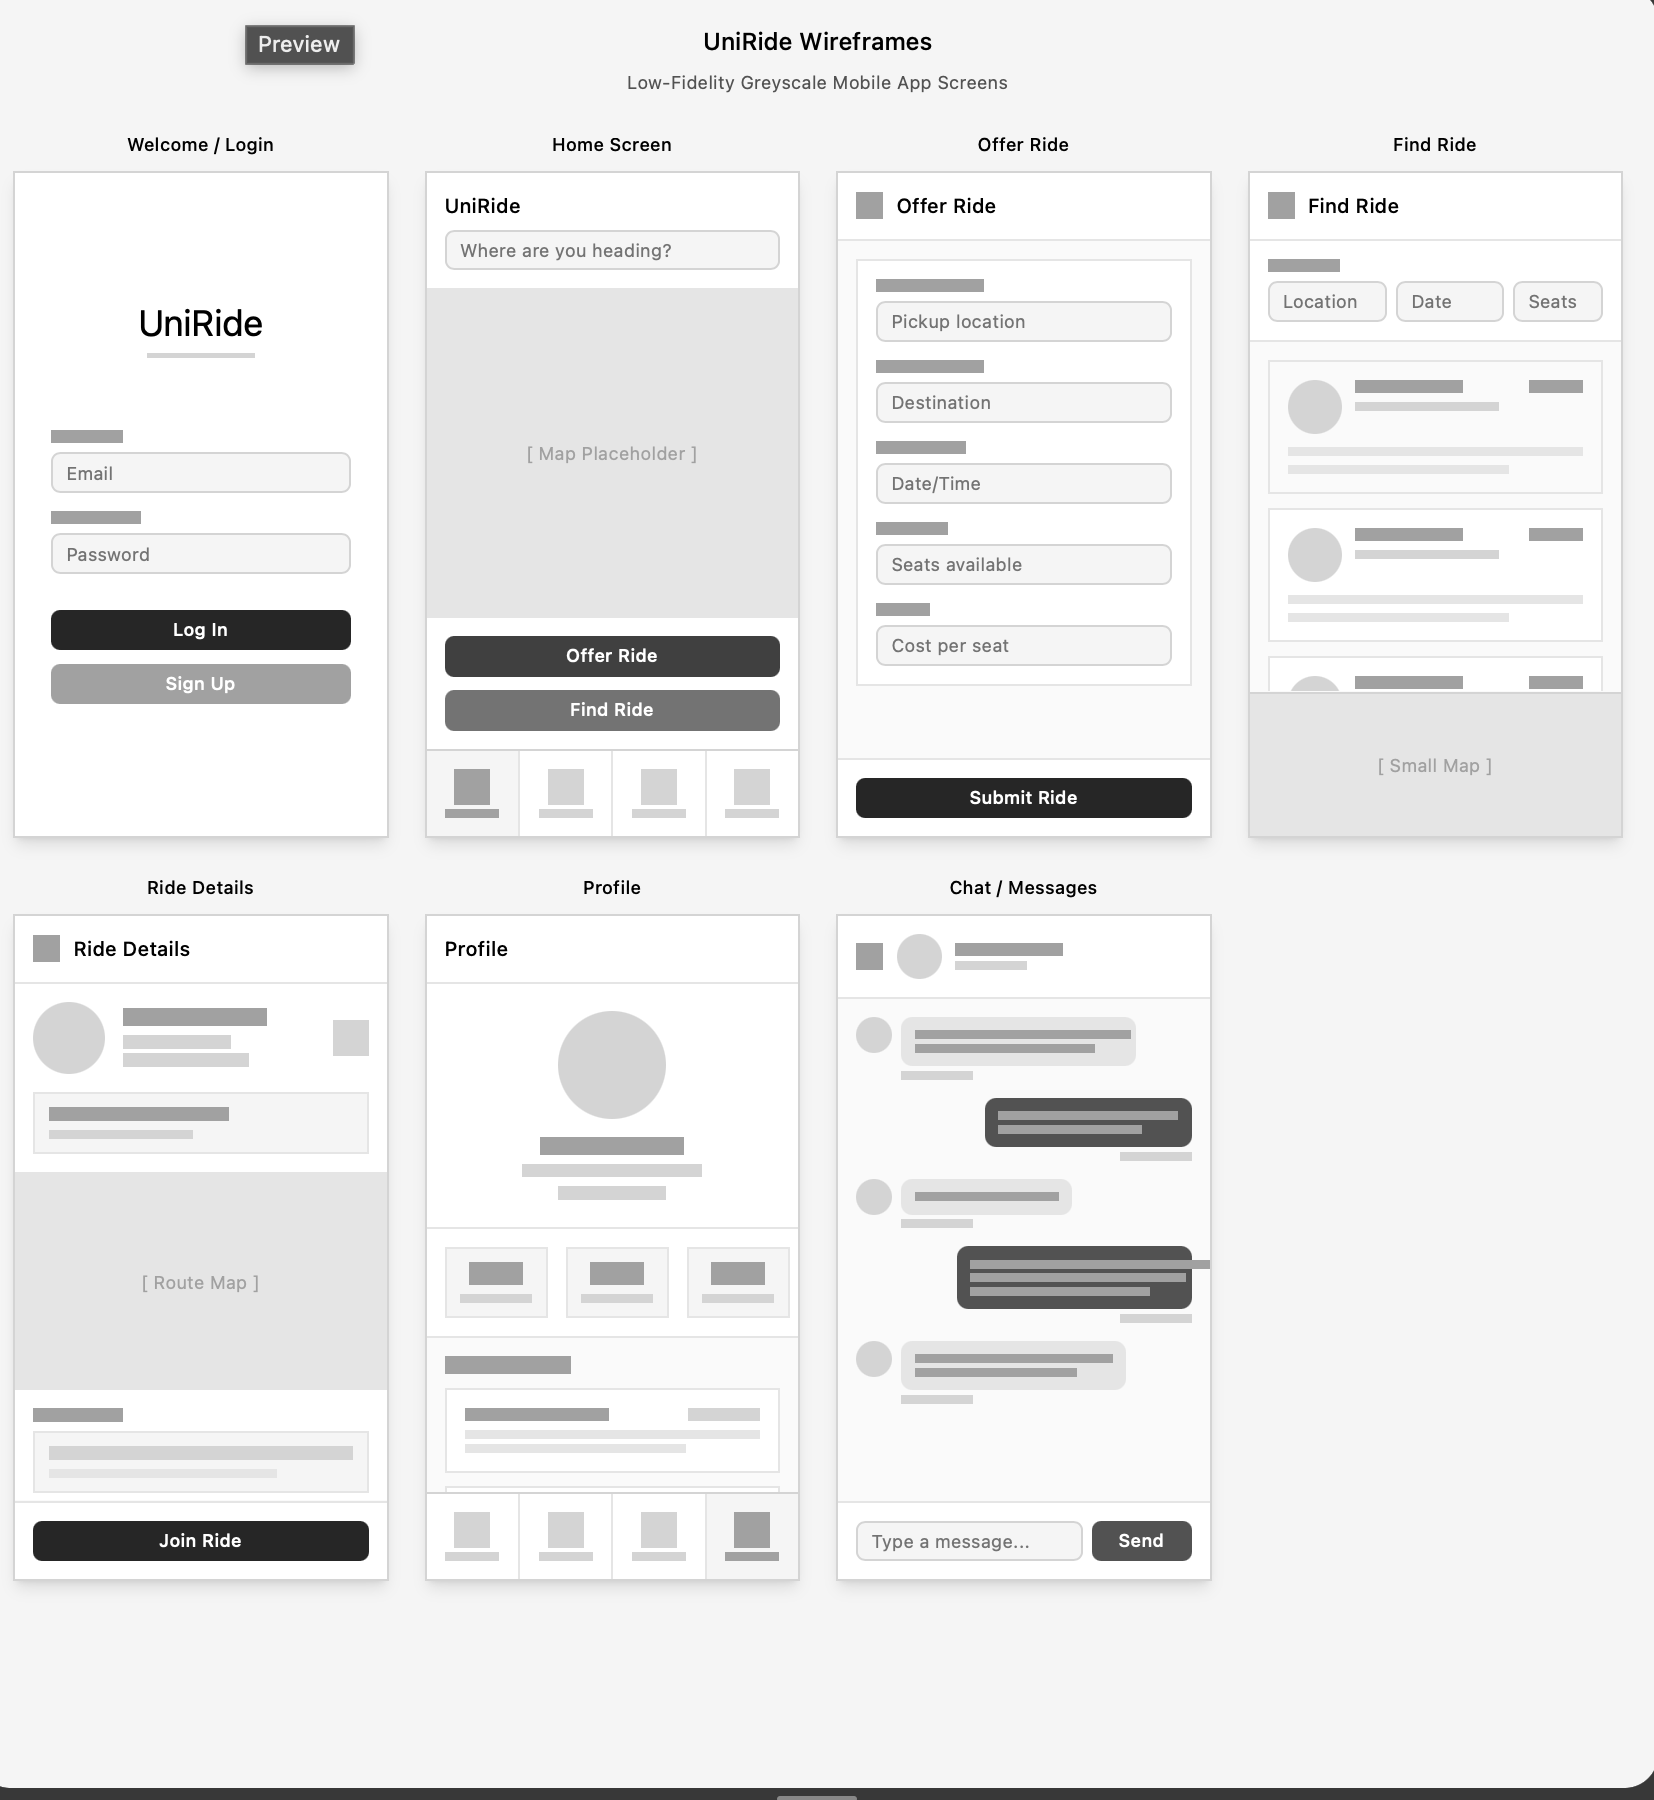 Preview
UniRide Wireframes
Low-Fidelity Greyscale Mobile App Screens
Welcome / Login
UniRide
Email
Password
Log In
Sign Up
Home Screen
UniRide
Where are you heading?
[ Map Placeholder ]
Offer Ride
Find Ride
Offer Ride
Offer Ride
Pickup location
Destination
Date/Time
Seats available
Cost per seat
Submit Ride
Find Ride
Find Ride
Location
Date
Seats
[ Small Map ]
Ride Details
Ride Details
[ Route Map ]
Join Ride
Profile
Profile
Chat / Messages
Type a message...
Send